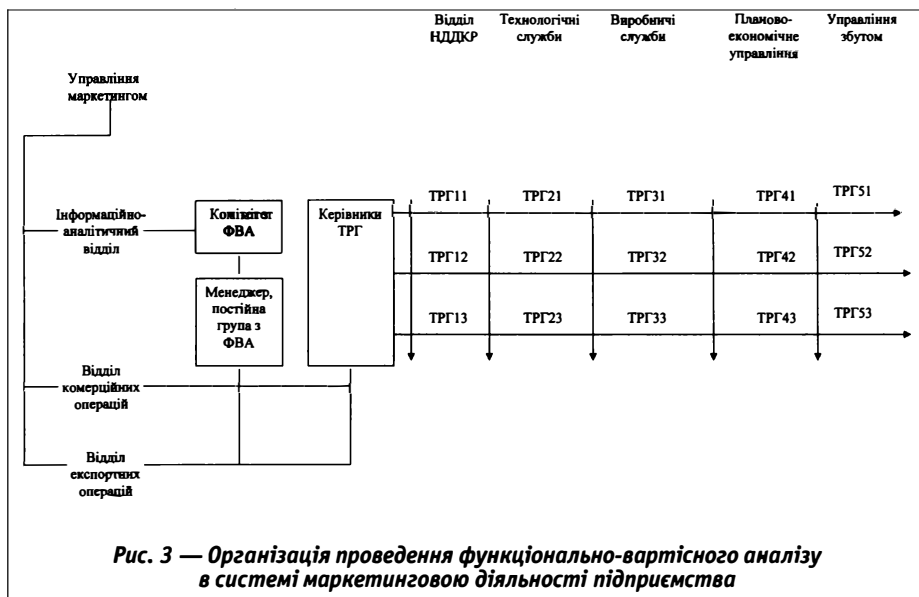 Відділ
НДДКР
Технологічні
служби
Виробничі
служби
Планово-
економічне
управління
Управління
збутом
Управління
маркетингом
Інформаційно-
аналітичний
відділ
ФВА
Менеджер,
постійна
група з
ФВА
Керівники
ТРГ
ТРГ11 ТРГ21 ТРГ31 ТРГ41 ТРГ51
ТРГ12 ТРГ22 ТРГ32 ТРГ42 ТРГ52
ТРГ13 ТРГ23 ТРГ33 ТРГ43 ТРГ53
Відділ
комерційних
операцій
Відділ
експортних
операцій
Рис. 3 — Організація проведення функціонально-вартісного аналізу
в системі маркетинговою діяльності підприємства